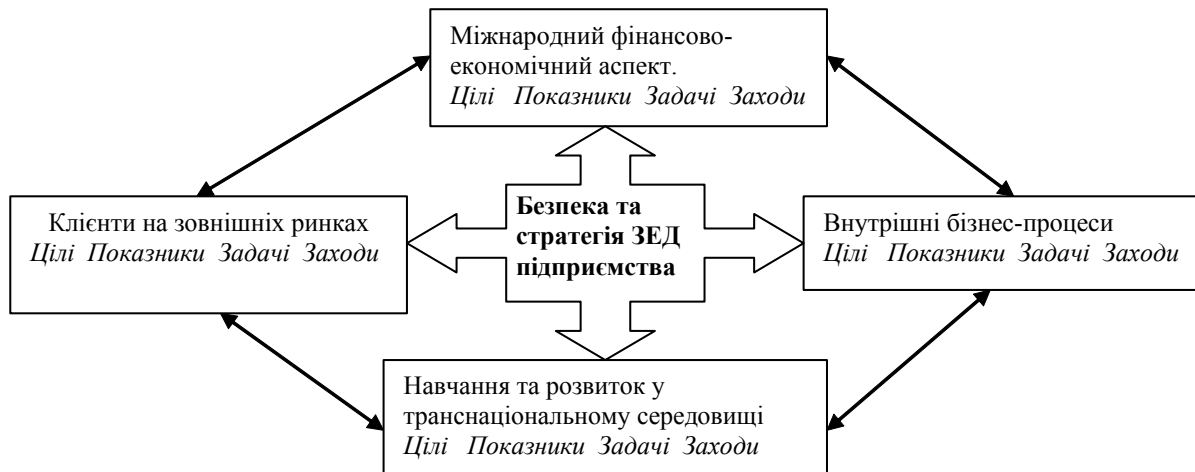 Міжнародний фінансово-
економічний аспект.
Цілі Показники Задачі Заходи
Клієнти на зовнішніх ринках
Цілі Показники Задачі Заходи
Безпека та
стратегія ЗЕД
підприємства
Внутрішні бізнес-процеси
Цілі Показники Задачі Заходи
Навчання та розвиток у
транснаціональному середовищі
Цілі Показники Задачі Заходи